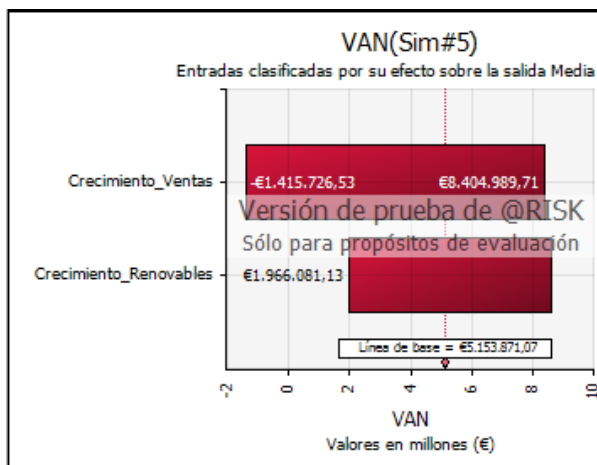 VAN(Sim#5)
Entradas clasificadas por su efecto sobre la salida Media
Crecimiento_Ventas
-€1.415.726,53
€8.404.989,71
Versión de prueba de @RISK
Sólo para propósitos de evaluación
Crecimiento_Renovables
€1.966.081,13
Línea de base = €5.153.871,07
-2
0
2
4
6
8
10
VAN
Valores en millones (€)